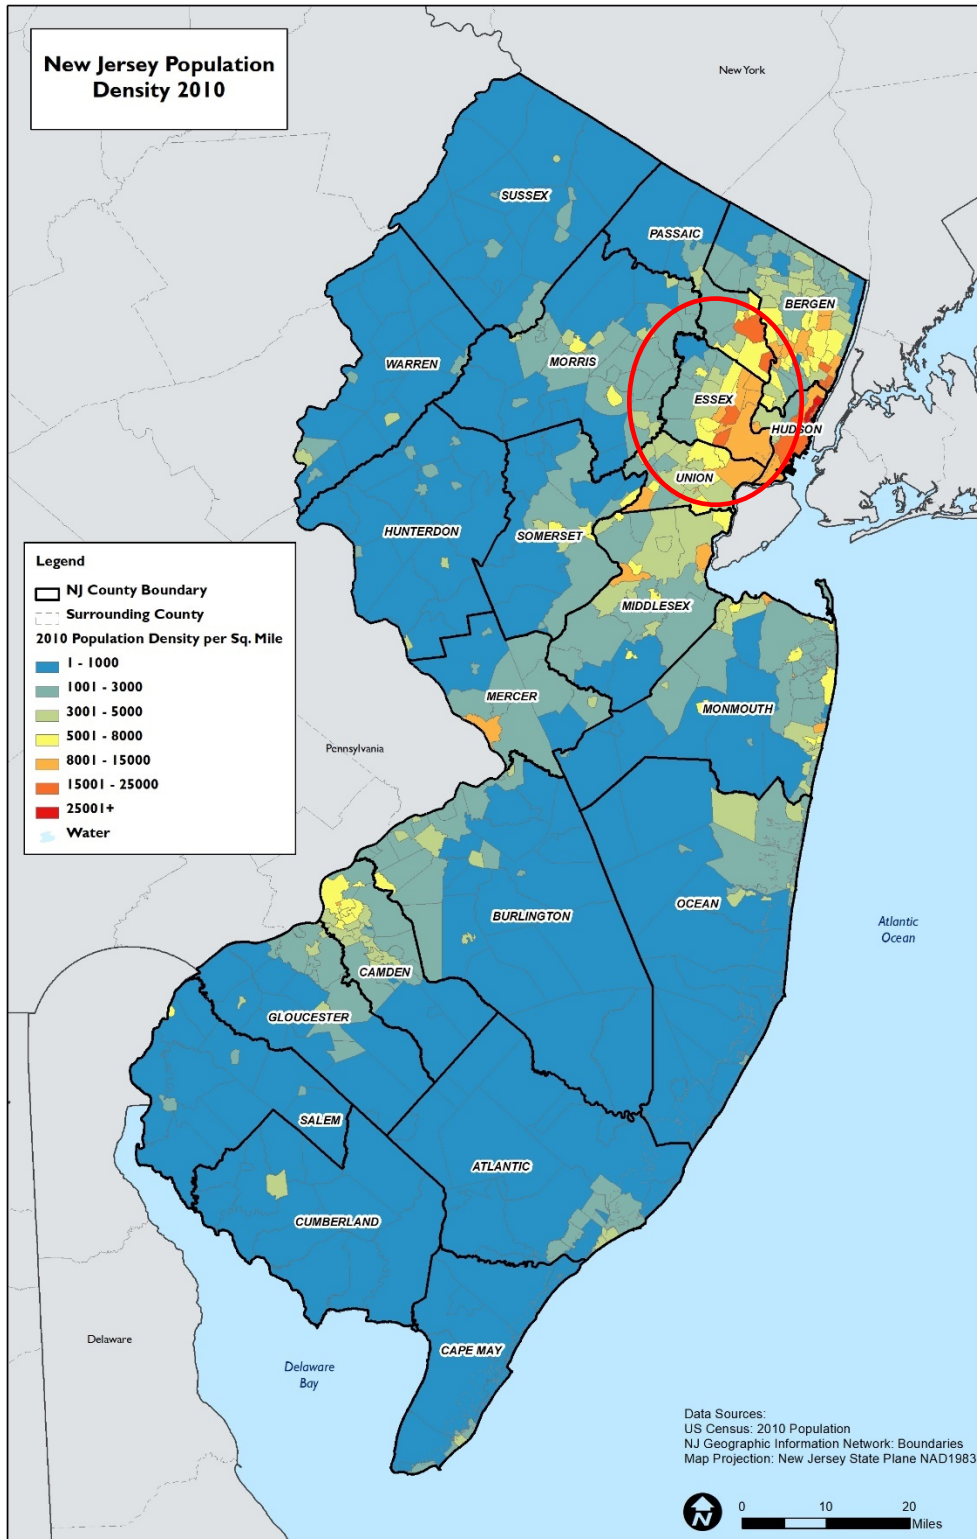 New Jersey Population
Density 2010
New York
SUSSEX
PASSAIC
BERGEN
WARREN
MORRIS
ESSEX
HUDSON
UNION
HUNTERDON
SOMERSET
MIDDLESEX
MERCER
MONMOUTH
Pennsylvania
Legend
NJ County Boundary
Surrounding County
2010 Population Density per Sq. Mile
1 - 1000
1001 - 3000
3001 - 5000
5001 - 8000
8001 - 15000
15001 - 25000
25001+
Water
BURLINGTON
OCEAN
Atlantic
Ocean
CAMDEN
GLOUCESTER
SALEM
ATLANTIC
CUMBERLAND
Delaware
Delaware
Bay
CAPE MAY
Data Sources:
US Census: 2010 Population
NJ Geographic Information Network: Boundaries
Map Projection: New Jersey State Plane NAD1983
N
0 5 10 20
Miles